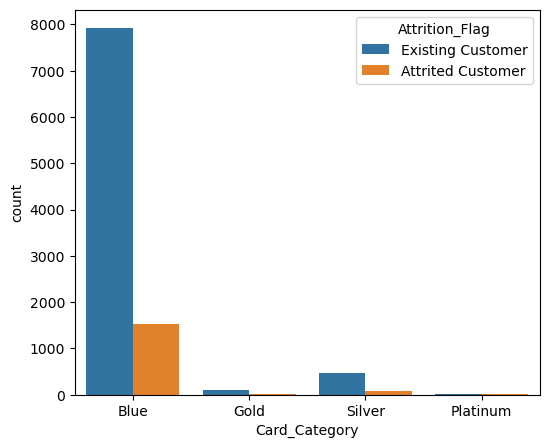 Attrition_Flag
Existing Customer
Attrited Customer
8000
7000
6000
5000
4000
3000
2000
1000
0
count
Blue Gold Silver Platinum
Card_Category